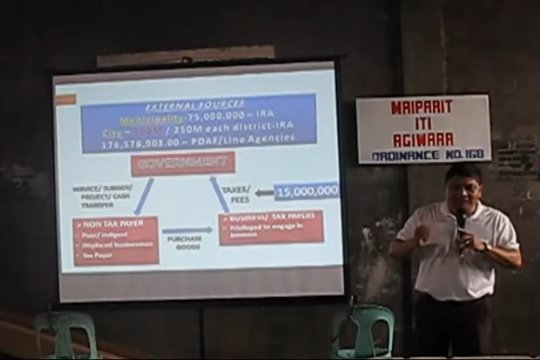 EXTERNAL SOURCES
Municipality-75,000,000 – IRA
City – / 250M each district-IRA
176,578,903.00 – PDAF/Line Agencies
GOVERNMENT
SERVICE/ SUBSIDY/
PROJECT/ CASH
TRANSFER
TAXES/
FEES
15,000,000
NON TAX PAYER
Poor/ Indigent
Displaced businessman
Tax Payer
PURCHASE
GOODS
BUSINESS/ TAX PAYERS
Privileged to engage in
business
MAIPARIT
ITI
AGIWARA
ORDINANCE NO. 168